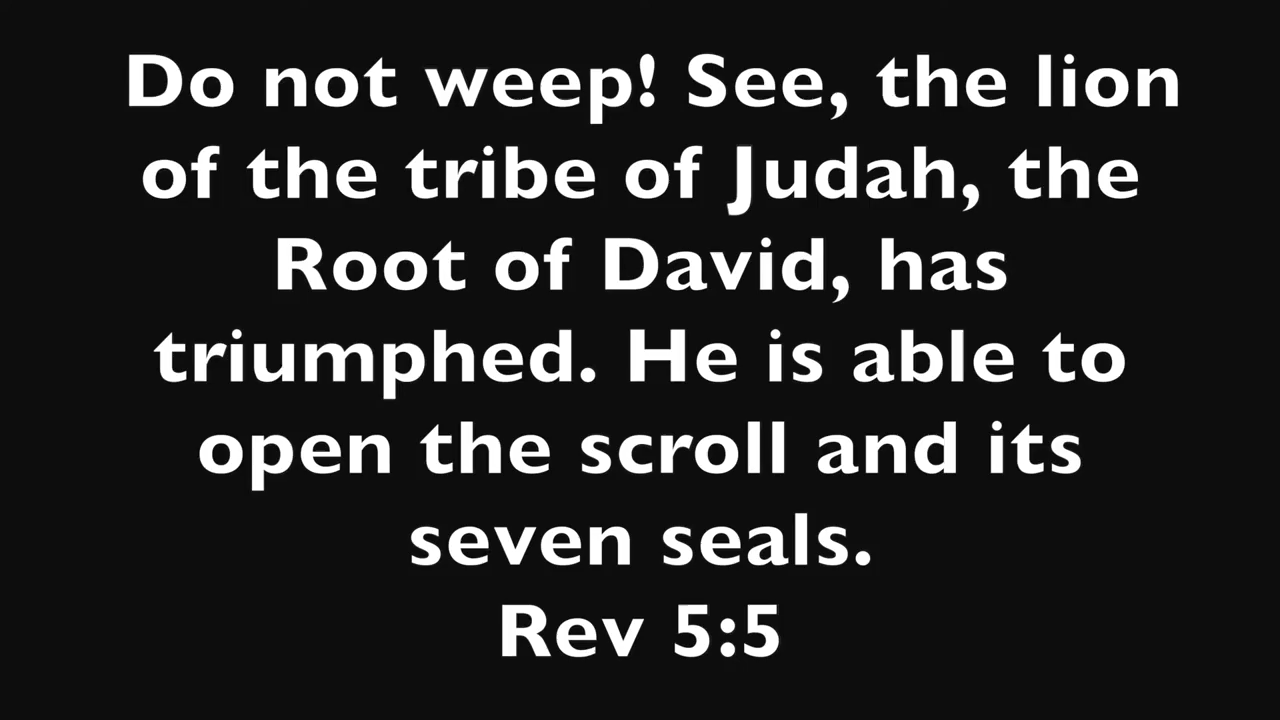 Do not weep! See, the lion
of the tribe of Judah, the
Root of David, has
triumphed. He is able to
open the scroll and its
seven seals.
Rev 5:5